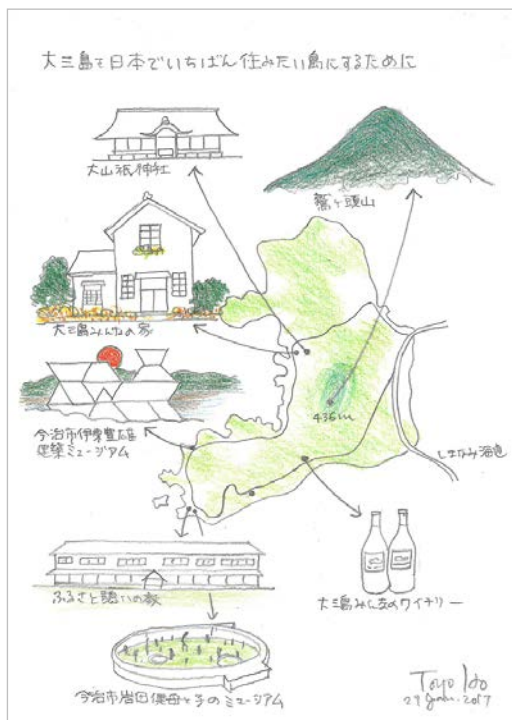 大三島を日本でいちばん住みたい島にするために
大山祇神社
鷲ヶ頭山
大三島みんなの家
436m
今治市伊東豊雄
建築ミュージアム
しまなみ海道
ふるさと憩いの家
大三島みんなのワイナリー
今治市岩田健母と子のミュージアム
Toyo Ito
29 Janu. 2017